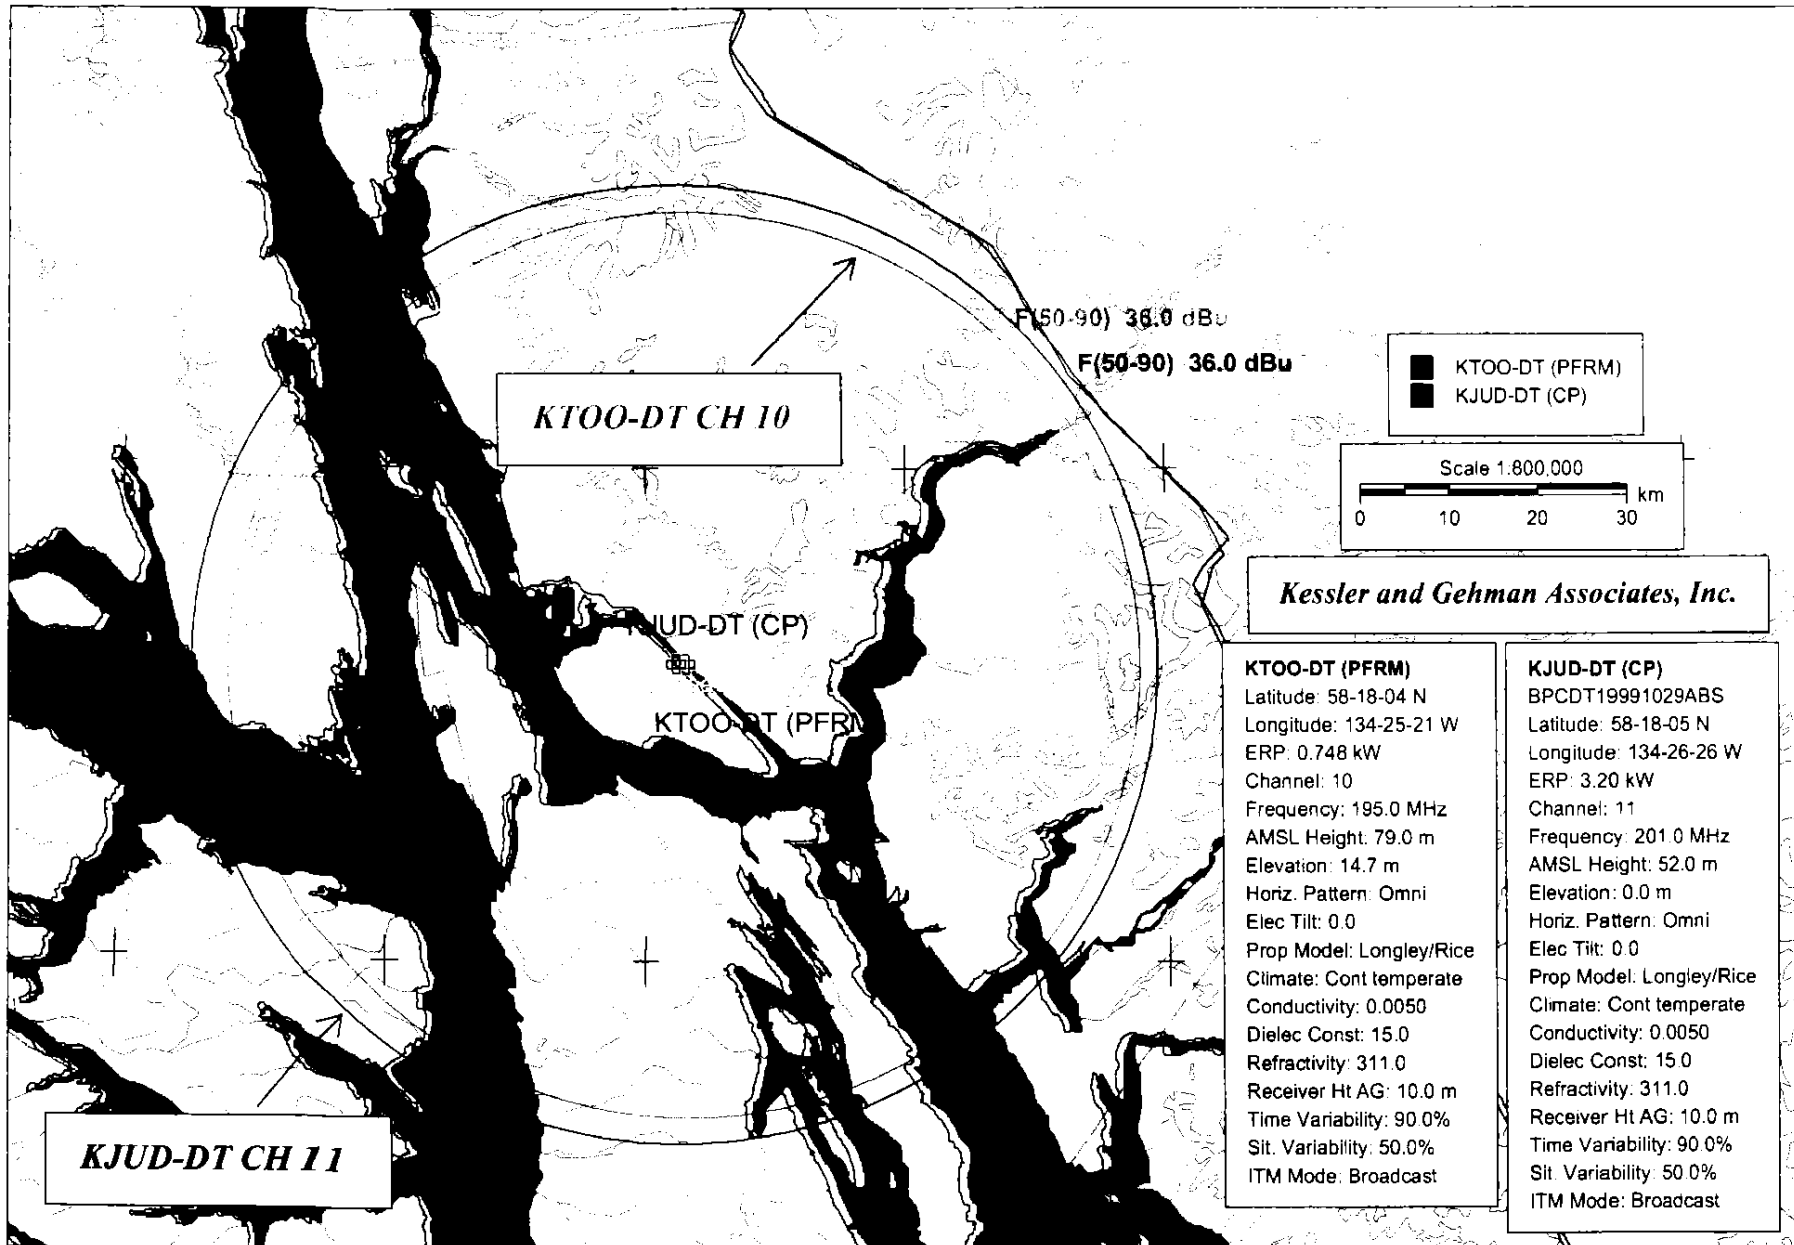 F(50-90) 36.0 dBu
F(50-90) 36.0 dBu
KTOO-DT (PFRM)
KJUD-DT (CP)
KTOO-DT CH 10
Scale 1:800,000
km
0 10 20 30
Kessler and Gehman Associates, Inc.
KJUD-DT (CP)
KTOO-DT (PFRM
KJUD-DT CH 11
KTOO-DT (PFRM)
Latitude: 58-18-04 N
Longitude: 134-25-21 W
ERP: 0.748 kW
Channel: 10
Frequency: 195.0 MHz
AMSL Height: 79.0 m
Elevation: 14.7 m
Horiz. Pattern: Omni
Elec Tilt: 0.0
Prop Model: Longley/Rice
Climate: Cont temperate
Conductivity: 0.0050
Dielec Const: 15.0
Refractivity: 311.0
Receiver Ht AG: 10.0 m
Time Variability: 90.0%
Sit. Variability: 50.0%
ITM Mode: Broadcast
KJUD-DT (CP)
BPCDT19991029ABS
Latitude: 58-18-05 N
Longitude: 134-26-26 W
ERP: 3.20 kW
Channel: 11
Frequency: 201.0 MHz
AMSL Height: 52.0 m
Elevation: 0.0 m
Horiz. Pattern: Omni
Elec Tilt: 0.0
Prop Model: Longley/Rice
Climate: Cont temperate
Conductivity: 0.0050
Dielec Const: 15.0
Refractivity: 311.0
Receiver Ht AG: 10.0 m
Time Variability: 90.0%
Sit. Variability: 50.0%
ITM Mode: Broadcast